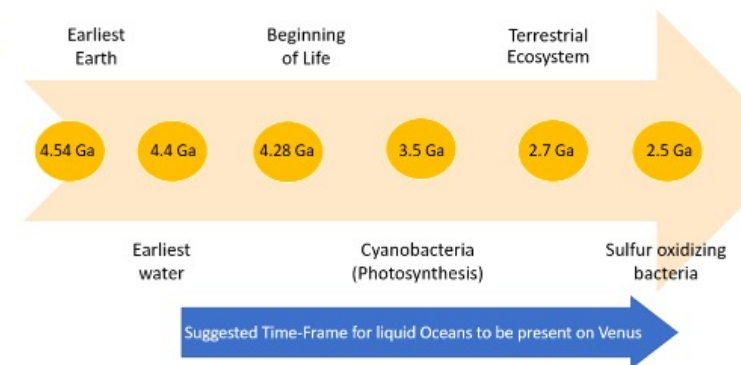 Earliest
Earth
Beginning
of Life
Terrestrial
Ecosystem
4.54 Ga
4.4 Ga
4.28 Ga
3.5 Ga
2.7 Ga
2.5 Ga
Earliest
water
Cyanobacteria
(Photosynthesis)
Sulfur oxidizing
bacteria
Suggested Time-Frame for liquid Oceans to be present on Venus